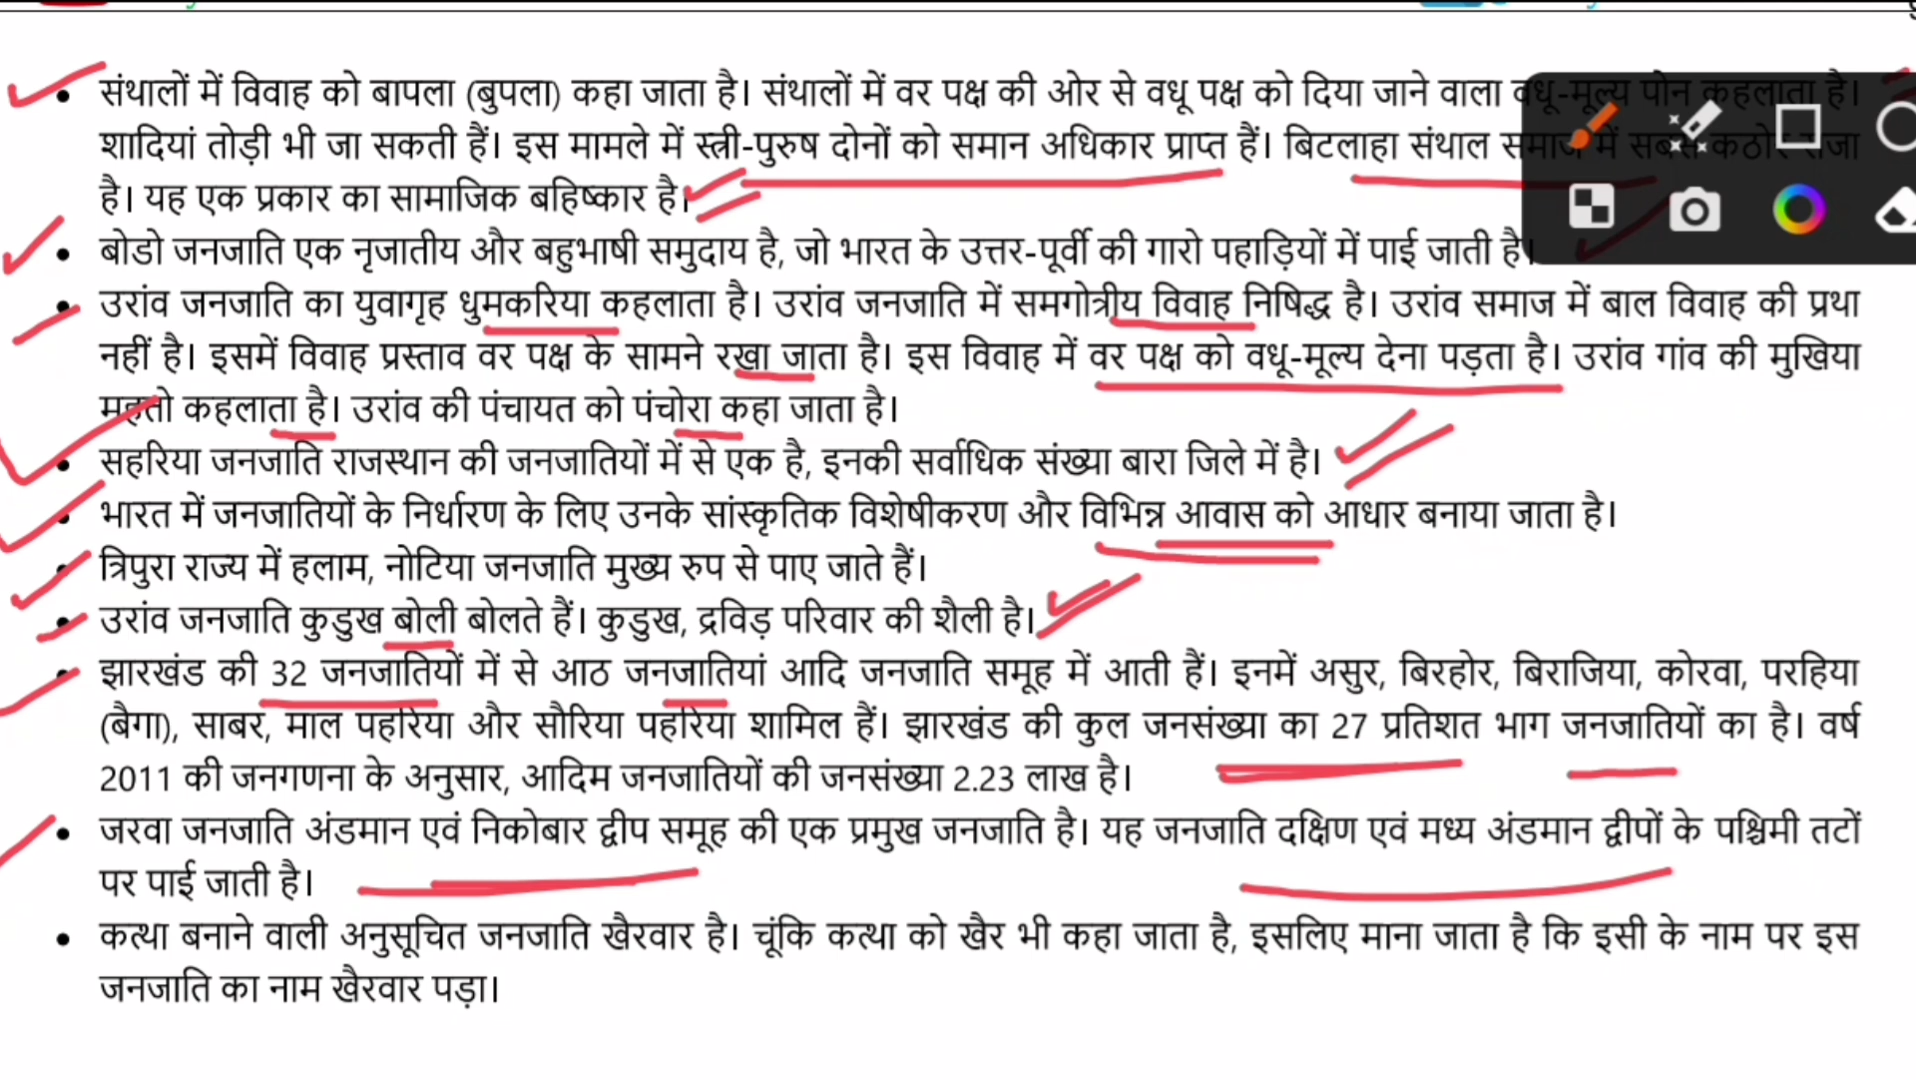 संथालों में विवाह को बापला (बुपला) कहा जाता है। संथालों में वर पक्ष की ओर से वधू पक्ष को दिया जाने वाला वधू-मूल्य पोन कहलाता है।
शादियां तोड़ी भी जा सकती हैं। इस मामले में स्त्री-पुरुष दोनों को समान अधिकार प्राप्त हैं। बिटलाहा संथाल समाज में सबसे कठोर सजा
है। यह एक प्रकार का सामाजिक बहिष्कार है।
बोडो जनजाति एक नृजातीय और बहुभाषी समुदाय है, जो भारत के उत्तर-पूर्वी की गारो पहाड़ियों में पाई जाती है।
उरांव जनजाति का युवागृह धुमकरिया कहलाता है। उरांव जनजाति में समगोत्रीय विवाह निषिद्ध है। उरांव समाज में बाल विवाह की प्रथा
नहीं है। इसमें विवाह प्रस्ताव वर पक्ष के सामने रखा जाता है। इस विवाह में वर पक्ष को वधू-मूल्य देना पड़ता है। उरांव गांव की मुखिया
महतो कहलाता है। उरांव की पंचायत को पंचोरा कहा जाता है।
सहरिया जनजाति राजस्थान की जनजातियों में से एक है, इनकी सर्वाधिक संख्या बारा जिले में है।
भारत में जनजातियों के निर्धारण के लिए उनके सांस्कृतिक विशेषीकरण और विभिन्न आवास को आधार बनाया जाता है।
त्रिपुरा राज्य में हलाम, नोटिया जनजाति मुख्य रुप से पाए जाते हैं।
उरांव जनजाति कुडुख बोली बोलते हैं। कुडुख, द्रविड़ परिवार की शैली है।
झारखंड की 32 जनजातियों में से आठ जनजातियां आदि जनजाति समूह में आती हैं। इनमें असुर, बिरहोर, बिराजिया, कोरवा, परहिया
(बैगा), साबर, माल पहरिया और सौरिया पहरिया शामिल हैं। झारखंड की कुल जनसंख्या का 27 प्रतिशत भाग जनजातियों का है। वर्ष
2011 की जनगणना के अनुसार, आदिम जनजातियों की जनसंख्या 2.23 लाख है।
जरवा जनजाति अंडमान एवं निकोबार द्वीप समूह की एक प्रमुख जनजाति है। यह जनजाति दक्षिण एवं मध्य अंडमान द्वीपों के पश्चिमी तटों
पर पाई जाती है।
कत्था बनाने वाली अनुसूचित जनजाति खैरवार है। चूंकि कत्था को खैर भी कहा जाता है, इसलिए माना जाता है कि इसी के नाम पर इस
जनजाति का नाम खैरवार पड़ा।